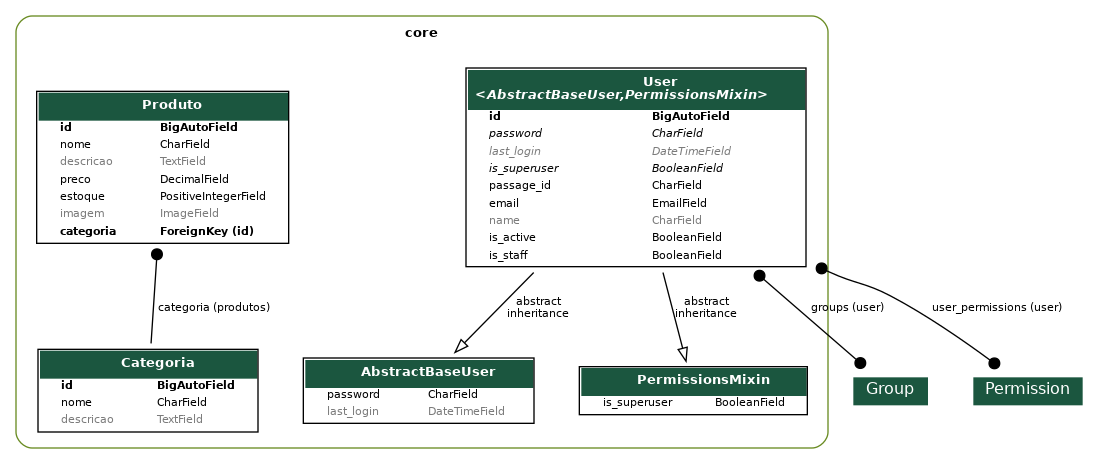 core
Produto
id BigAutoField
nome CharField
descricao TextField
preco DecimalField
estoque PositiveIntegerField
imagem ImageField
categoria ForeignKey (id)
User
<AbstractBaseUser,PermissionsMixin>
id BigAutoField
password CharField
last_login DateTimeField
is_superuser BooleanField
passage_id CharField
email EmailField
name CharField
is_active BooleanField
is_staff BooleanField
categoria (produtos)
abstract
inheritance
abstract
inheritance
groups (user)
user_permissions (user)
Categoria
id BigAutoField
nome CharField
descricao TextField
AbstractBaseUser
password CharField
last_login DateTimeField
PermissionsMixin
is_superuser BooleanField
Group
Permission